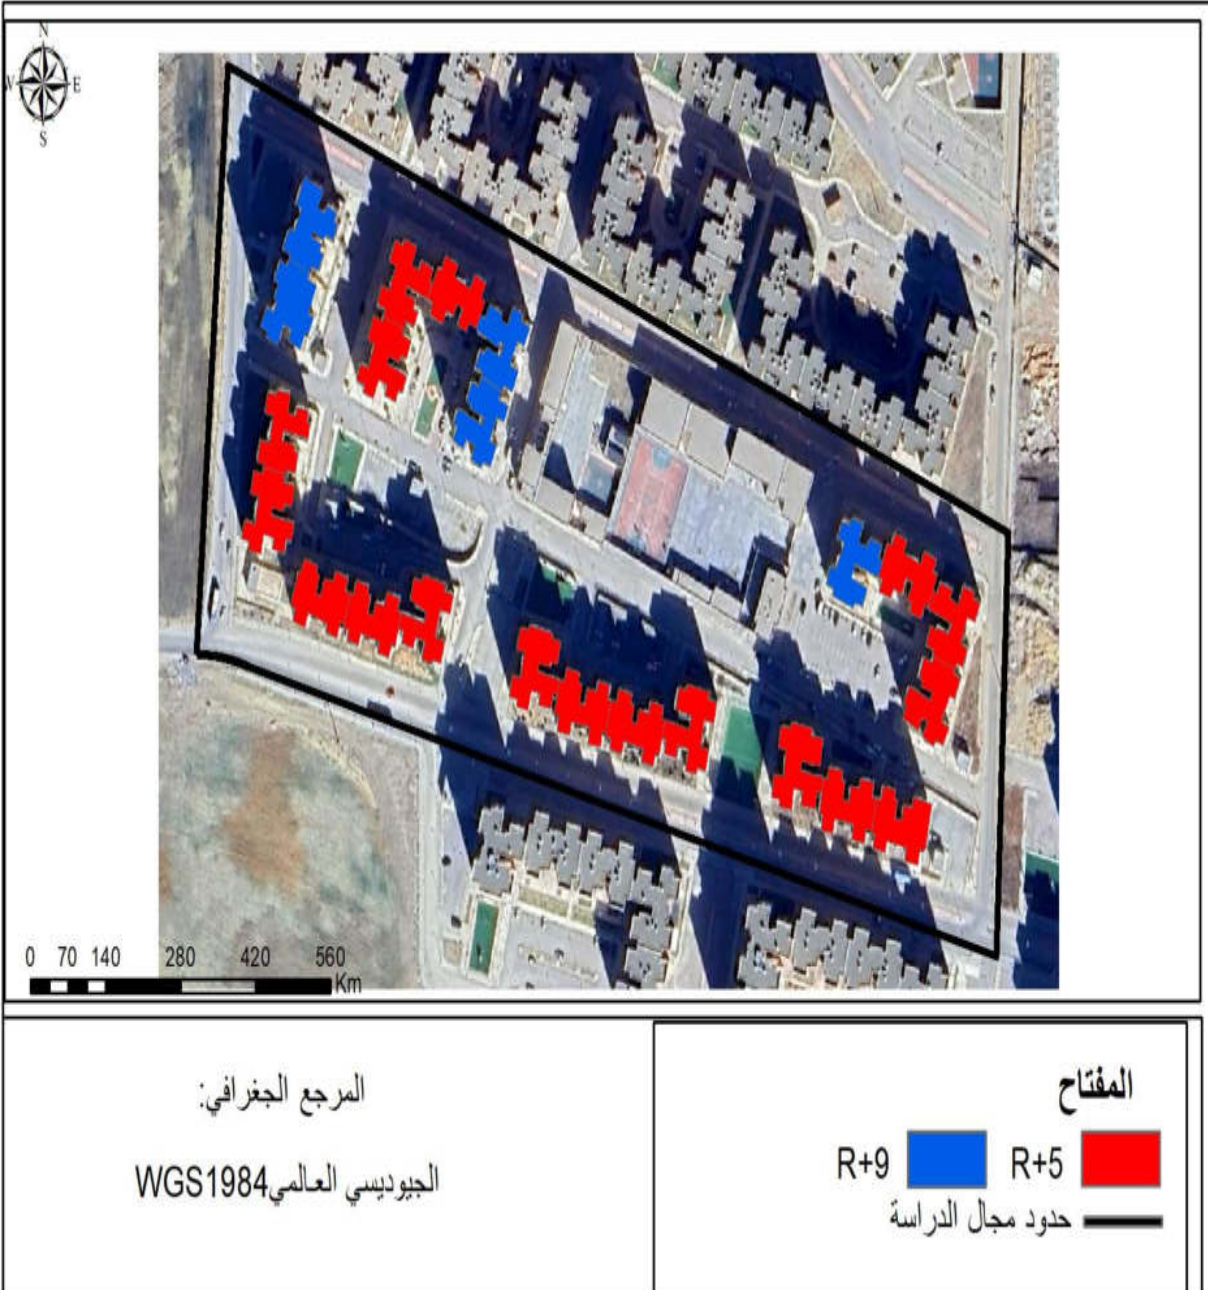 N
W E
S
0 70 140 280 420 560
Km
المفتاح
R+5 R+9
حدود مجال الدراسة
المرجع الجغرافي:
الجيوديسي العالميWGS1984